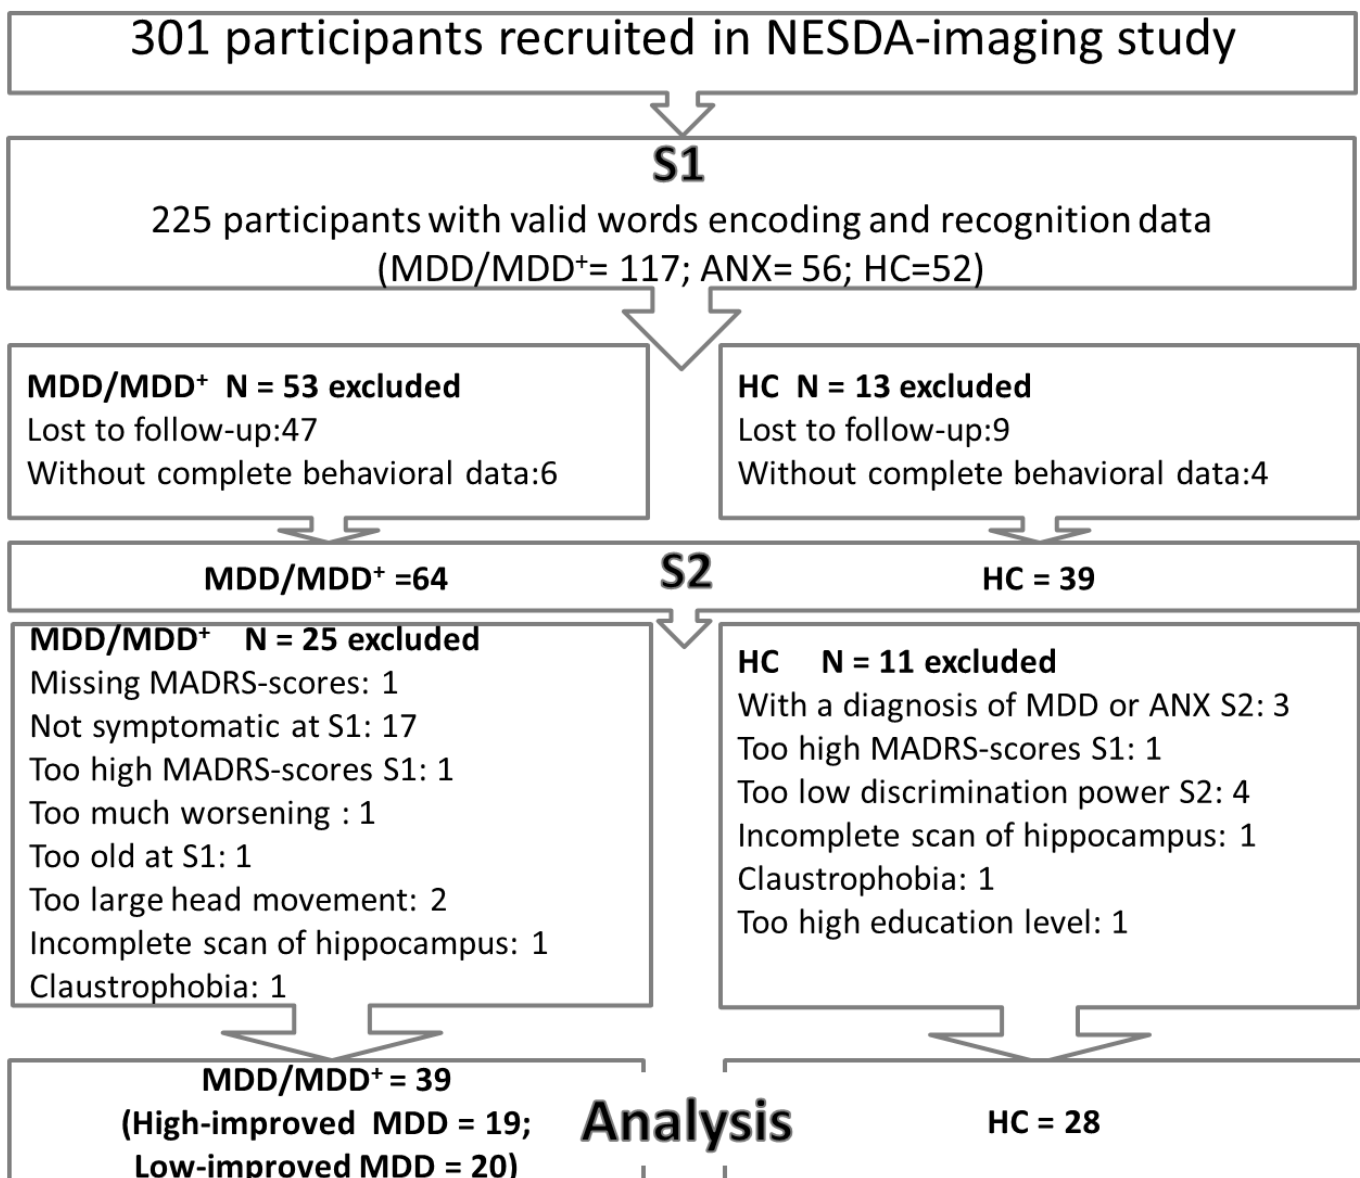 301 participants recruited in NESDA-imaging study
S1
225 participants with valid words encoding and recognition data
(MDD/MDD⁺= 117; ANX= 56; HC=52)
MDD/MDD⁺ N = 53 excluded
Lost to follow-up:47
Without complete behavioral data:6
HC N = 13 excluded
Lost to follow-up:9
Without complete behavioral data:4
MDD/MDD⁺ =64
S2
HC = 39
MDD/MDD⁺ N = 25 excluded
Missing MADRS-scores: 1
Not symptomatic at S1: 17
Too high MADRS-scores S1: 1
Too much worsening : 1
Too old at S1: 1
Too large head movement: 2
Incomplete scan of hippocampus: 1
Claustrophobia: 1
HC N = 11 excluded
With a diagnosis of MDD or ANX S2: 3
Too high MADRS-scores S1: 1
Too low discrimination power S2: 4
Incomplete scan of hippocampus: 1
Claustrophobia: 1
Too high education level: 1
MDD/MDD⁺ = 39
(High-improved MDD = 19;
Low-improved MDD = 20)
Analysis
HC = 28